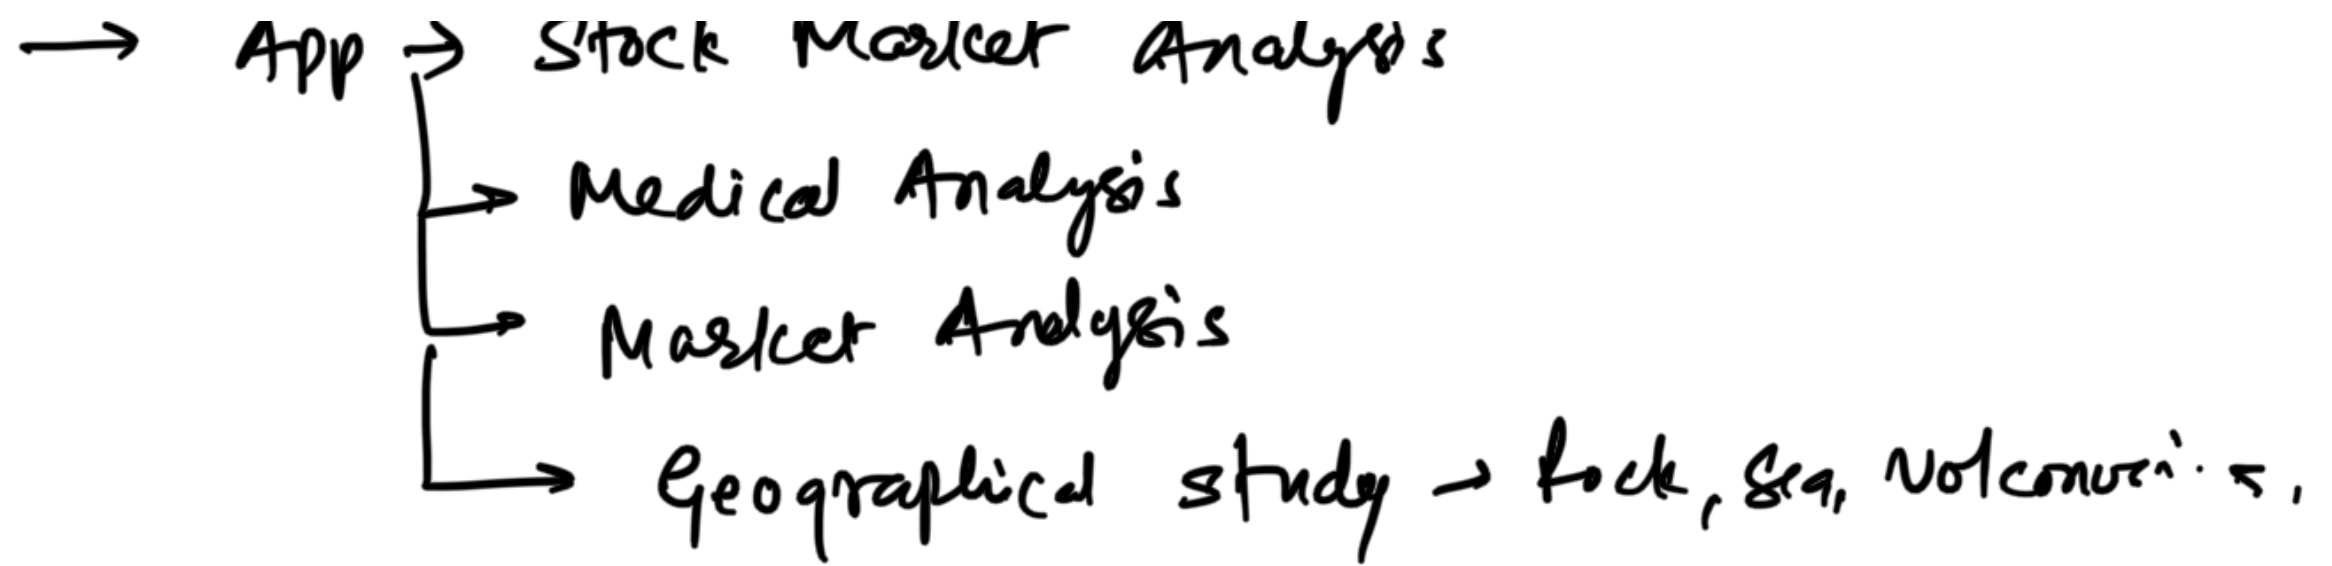 → App → Stock Market Analysis
→ Medical Analysis
→ Market Analysis
→ Geographical study → Rock, Sea,